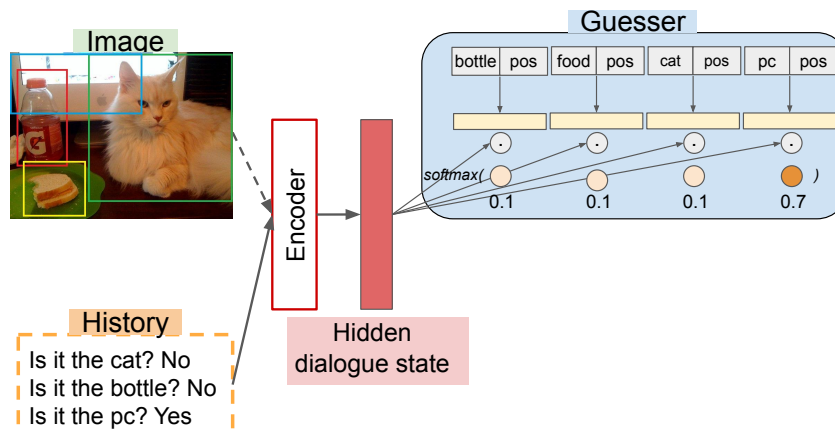 Image
Guesser
bottle pos food pos cat pos pc pos
softmax( . . . . )
0.1 0.1 0.1 0.7
G
Encoder
Hidden
dialogue state
History
Is it the cat? No
Is it the bottle? No
Is it the pc? Yes